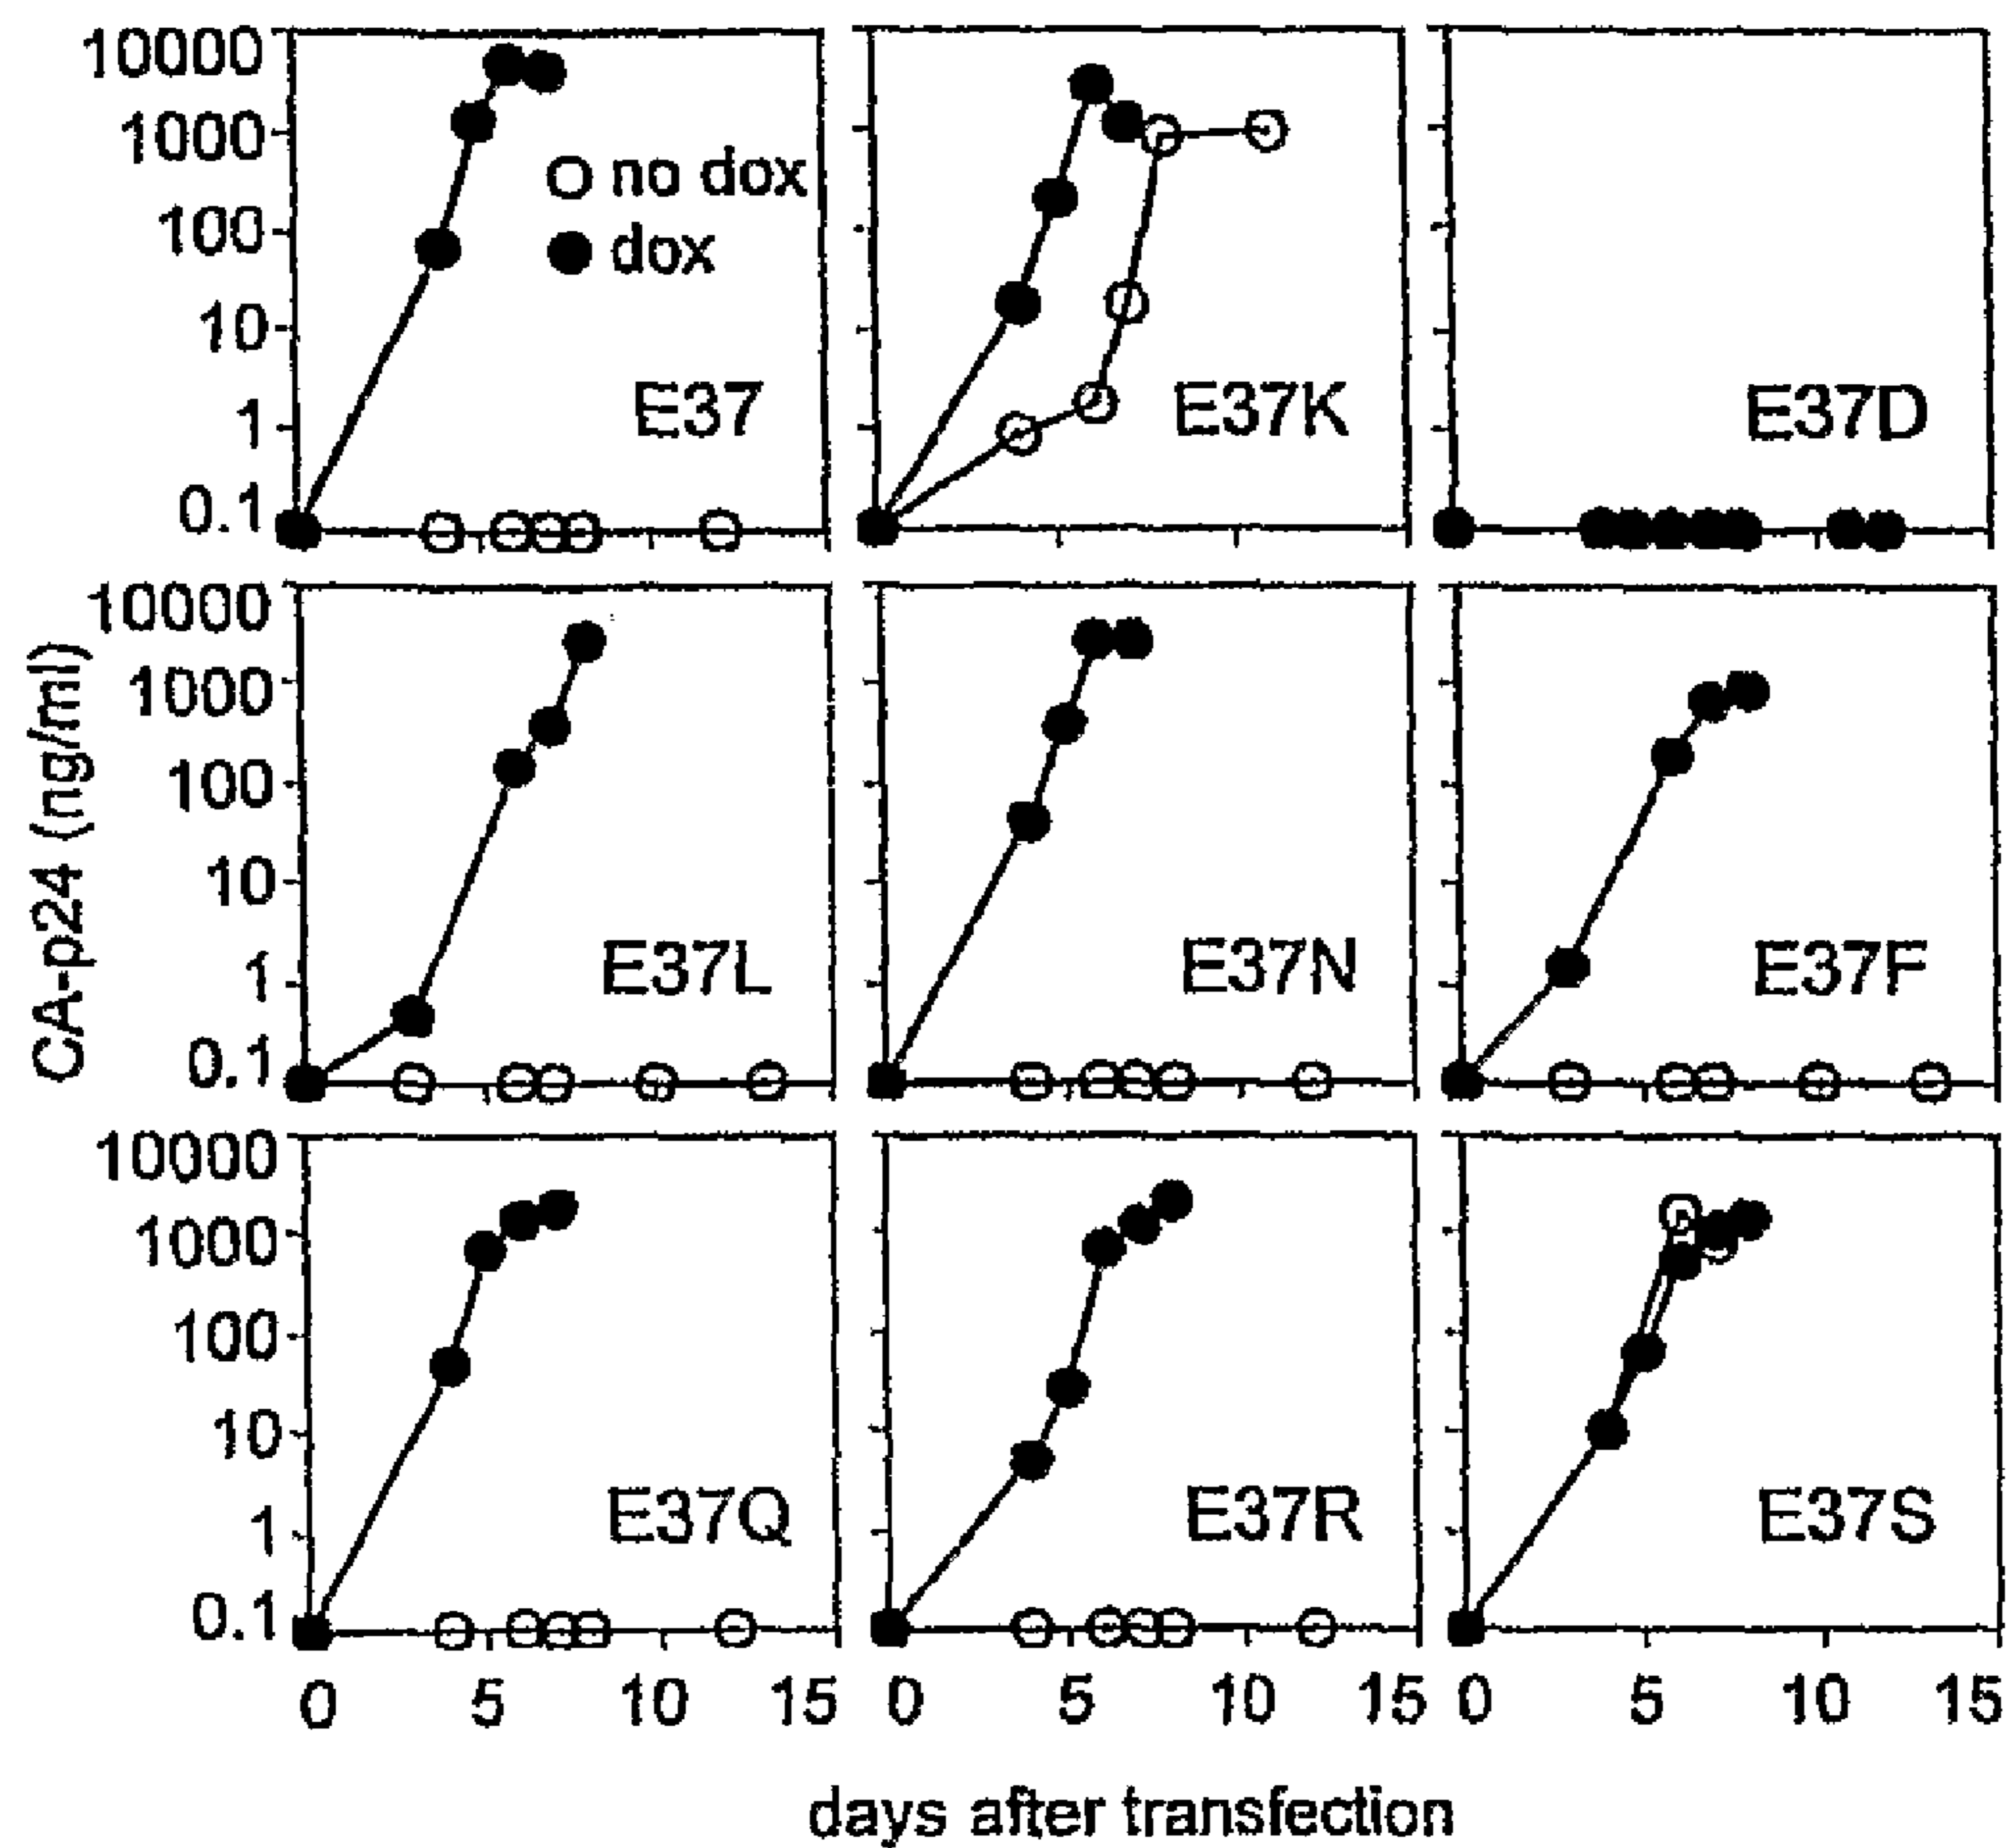 10000
1000
100
10
1
0.1
no dox
dox
E37
E37K
E37D
CA-p24 (ng/ml)
10000
1000
100
10
1
0.1
E37L
E37N
E37F
10000
1000
100
10
1
0.1
E37Q
E37R
E37S
0 5 10 15 0 5 10 15 0 5 10 15
days after transfection